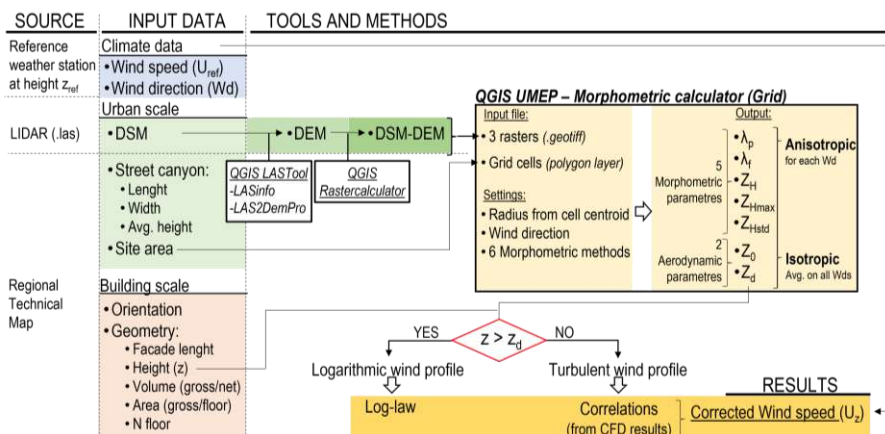 SOURCE
INPUT DATA
TOOLS AND METHODS
Reference
weather station
at height z_ref
Climate data
•Wind speed (U_ref)
•Wind direction (Wd)
Urban scale
LIDAR (.las)
•DSM
•DEM
•DSM-DEM
QGIS LASTool
-LASinfo
-LAS2DemPro
QGIS
Rastercalculator
•Street canyon:
•Lenght
•Width
•Avg. height
•Site area
QGIS UMEP – Morphometric calculator (Grid)
Input file:
•3 rasters (.geotiff)
•Grid cells (polygon layer)
Settings:
•Radius from cell centroid
•Wind direction
•6 Morphometric methods
Output:
5
Morphometric
parametres
•λ_p
•λ_f
•Z_H
•Z_Hmax
•Z_Hstd
Anisotropic
for each Wd
2
Aerodynamic
parametres
•Z_0
•Z_d
Isotropic
Avg. on all Wds
Regional
Technical
Map
Building scale
•Orientation
•Geometry:
•Facade lenght
•Height (z)
•Volume (gross/net)
•Area (gross/floor)
•N floor
YES
z > z_d
NO
Logarithmic wind profile
Turbulent wind profile
RESULTS
Log-law
Correlations
(from CFD results)
Corrected Wind speed (U_z)